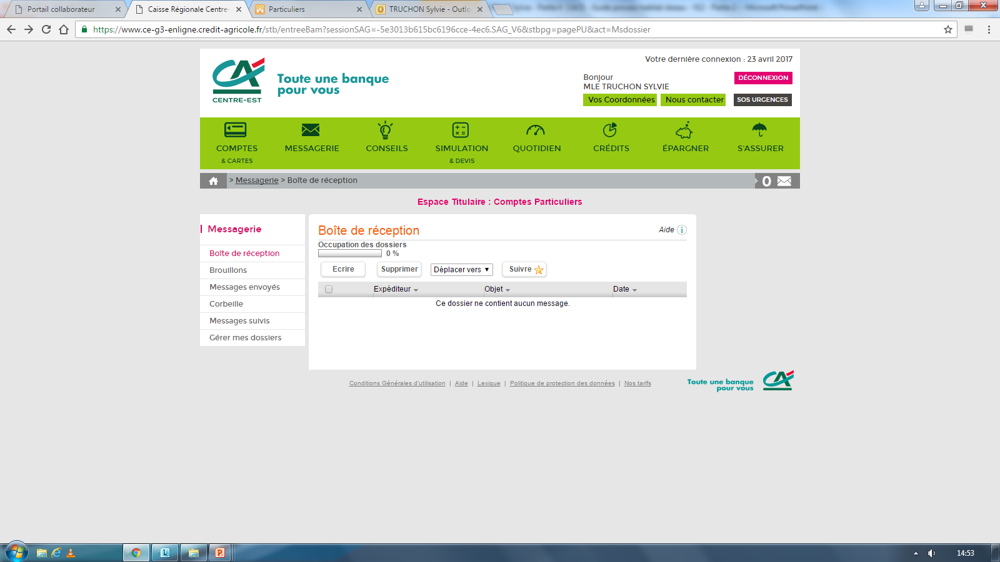 Portail collaborateur
Caisse Régionale Centre-
Particuliers
TRUCHON Sylvie - Outlo
https://www.ce-g3-enligne.credit-agricole.fr/stb/entreeBam?sessionSAG=-5e3013b615bc6196cce-4ec6.SAG_V6&stbpg=pagePU&act=Msdossier
CENTRE-EST
Toute une banque
pour vous
Votre dernière connexion : 23 avril 2017
Bonjour
MLE TRUCHON SYLVIE
DÉCONNEXION
Vos Coordonnées
Nous contacter
SOS URGENCES
COMPTES
& CARTES
MESSAGERIE
CONSEILS
SIMULATION
& DEVIS
QUOTIDIEN
CRÉDITS
ÉPARGNER
S'ASSURER
> Messagerie > Boîte de réception
0
Espace Titulaire : Comptes Particuliers
Messagerie
Boîte de réception
Brouillons
Messages envoyés
Corbeille
Messages suivis
Gérer mes dossiers
Boîte de réception
Aide
Occupation des dossiers
0 %
Ecrire
Supprimer
Déplacer vers
Suivre
Expéditeur
Objet
Date
Ce dossier ne contient aucun message.
Conditions Générales d'utilisation | Aide | Lexique | Politique de protection des données | Nos tarifs
Toute une banque
pour vous
14:53